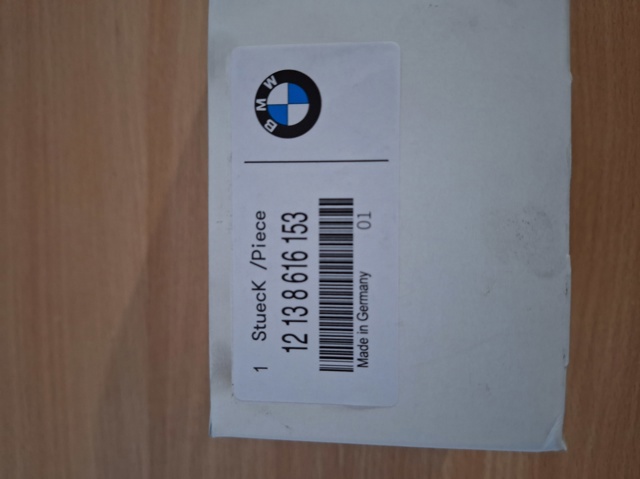 BMW
1 StuecK /Piece
12 13 8 616 153
Made in Germany 01